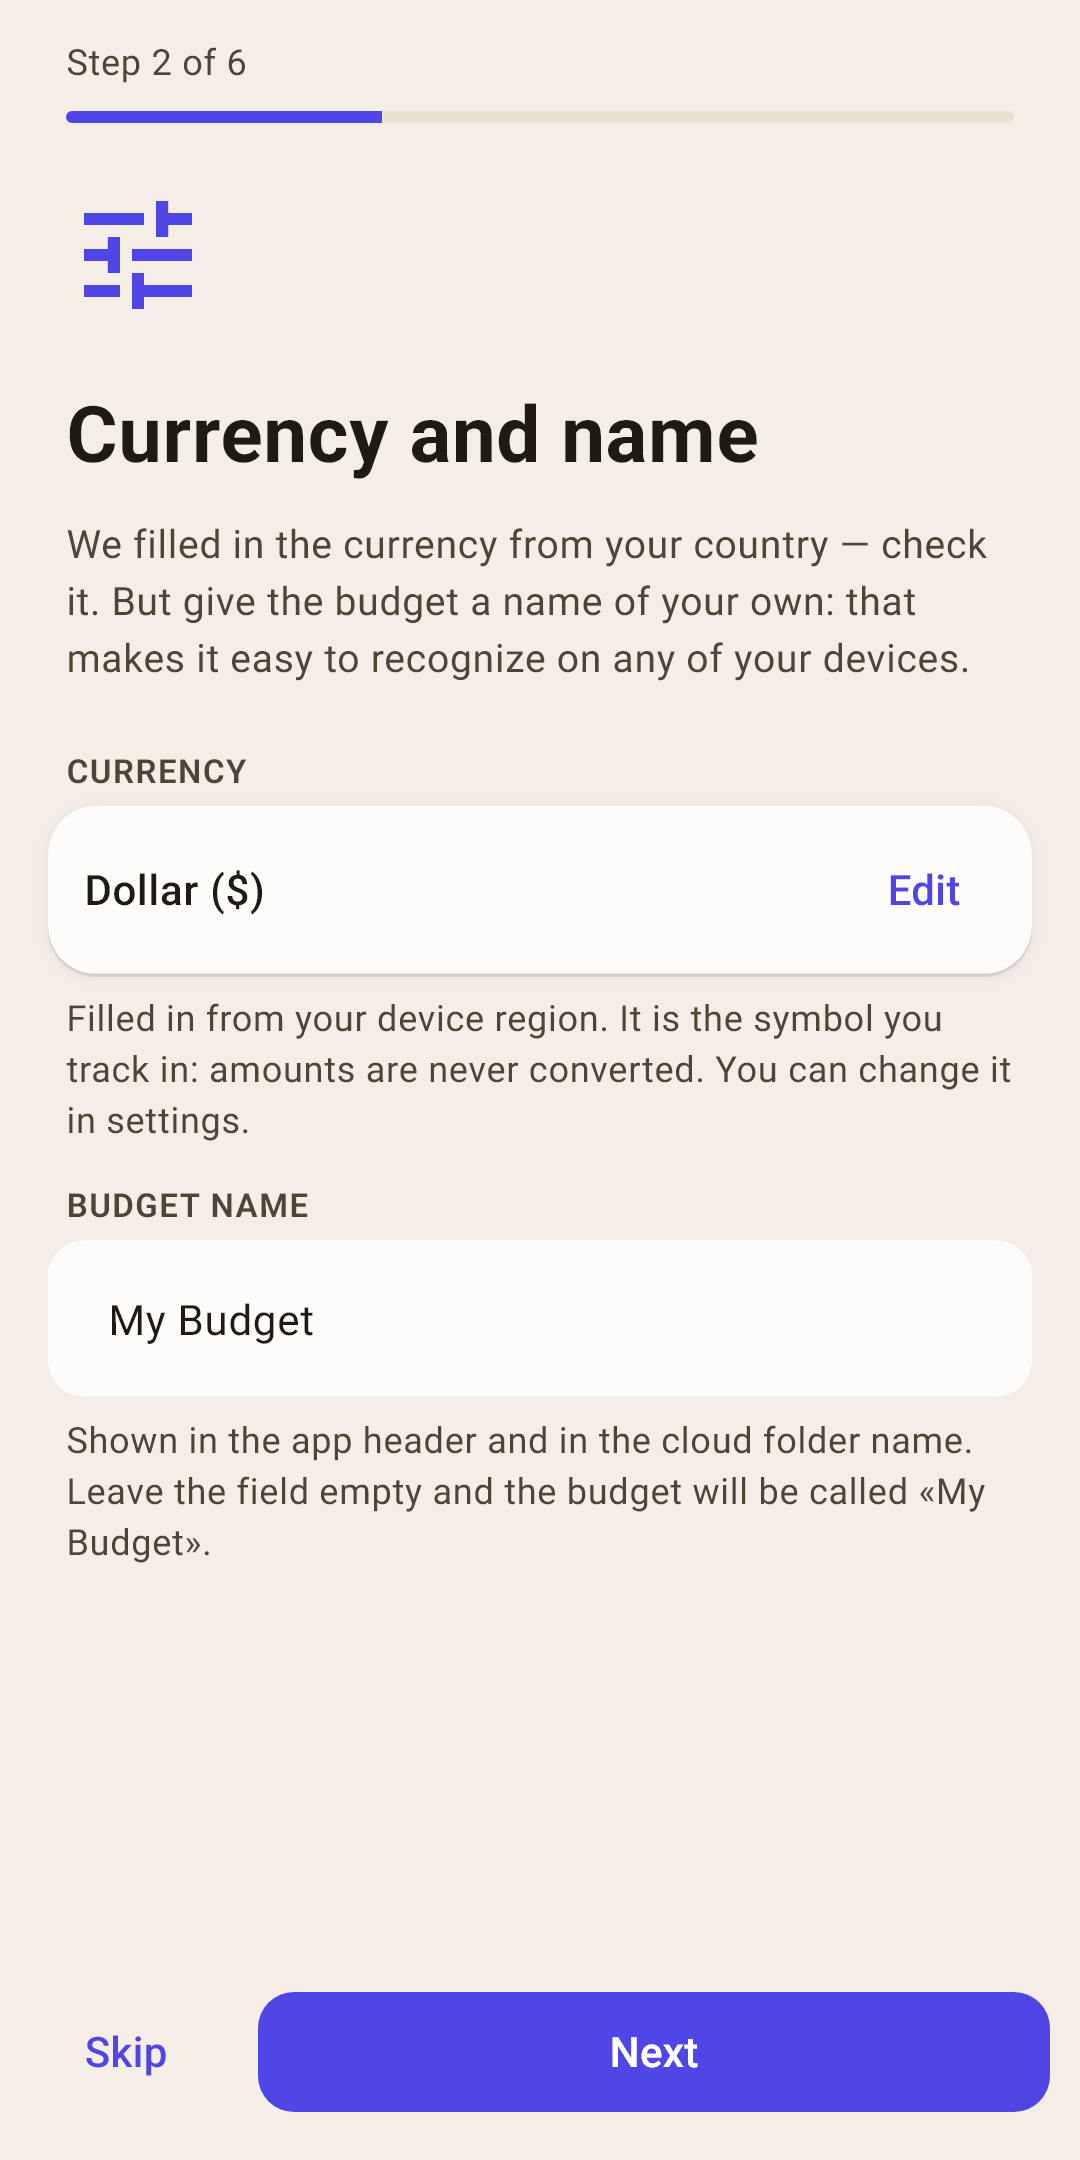 Step 2 of 6
Currency and name
We filled in the currency from your country — check
it. But give the budget a name of your own: that
makes it easy to recognize on any of your devices.
CURRENCY
Dollar ($)
Edit
Filled in from your device region. It is the symbol you
track in: amounts are never converted. You can change it
in settings.
BUDGET NAME
My Budget
Shown in the app header and in the cloud folder name.
Leave the field empty and the budget will be called «My
Budget».
Skip
Next